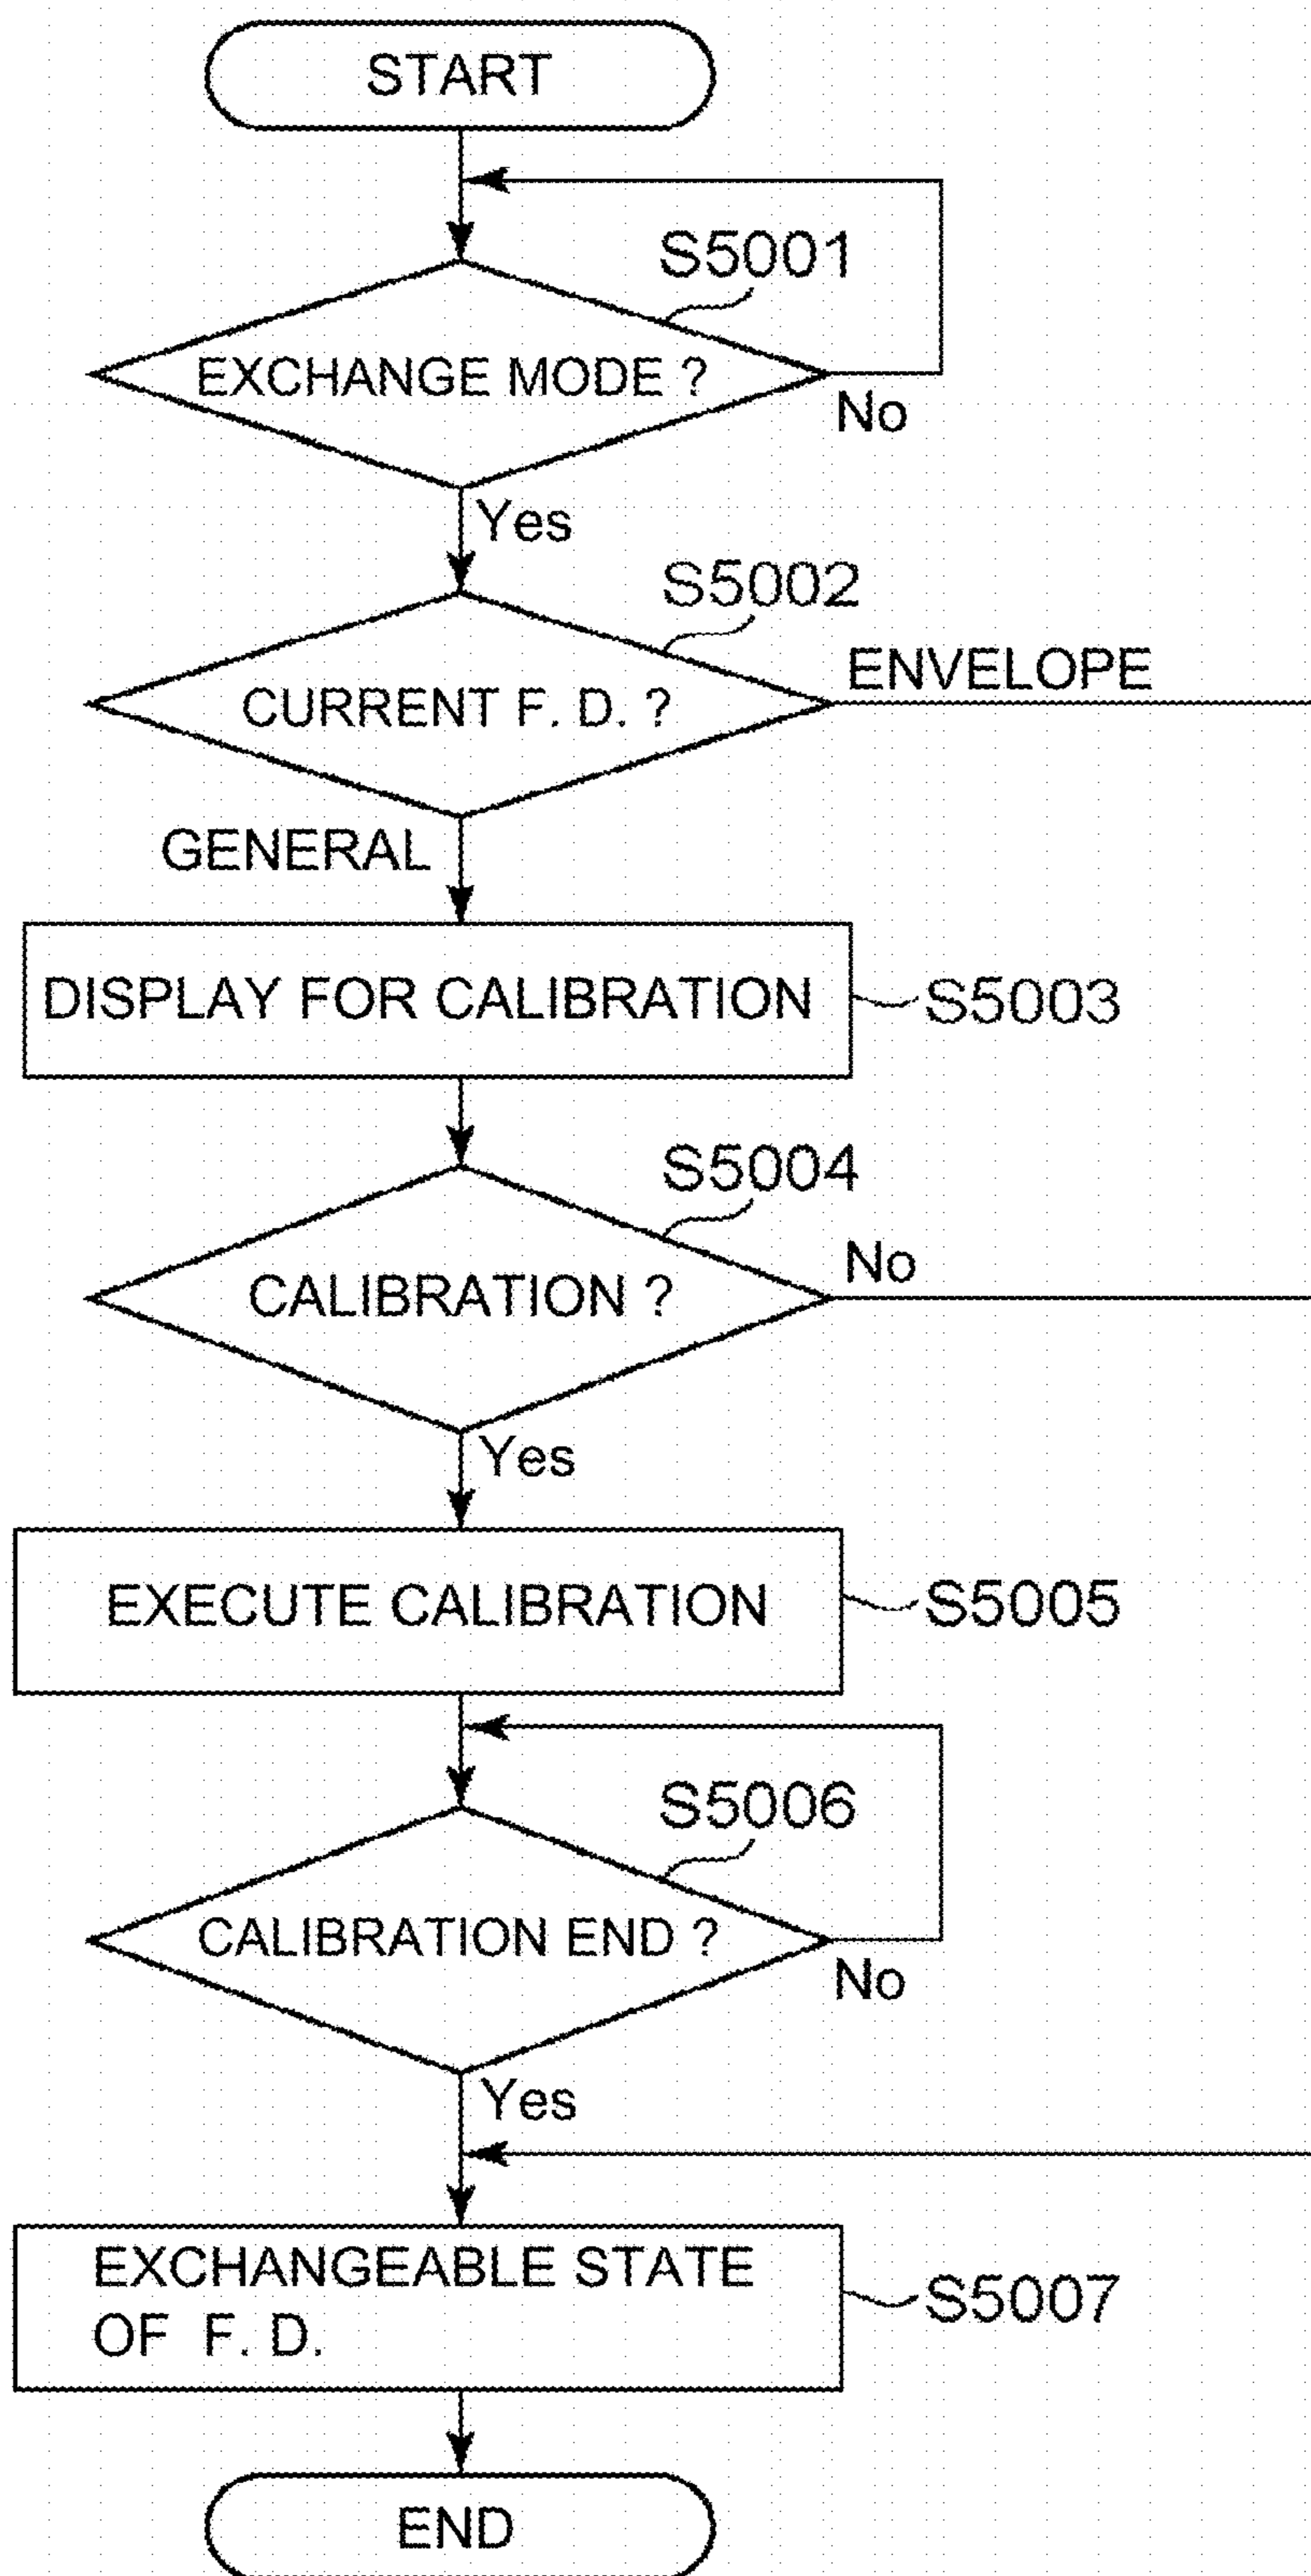 START
S5001
EXCHANGE MODE ?
No
Yes
S5002
ENVELOPE
CURRENT F. D. ?
GENERAL
DISPLAY FOR CALIBRATION
S5003
S5004
No
CALIBRATION ?
Yes
EXECUTE CALIBRATION
S5005
S5006
CALIBRATION END ?
No
Yes
EXCHANGEABLE STATE
OF F. D.
S5007
END